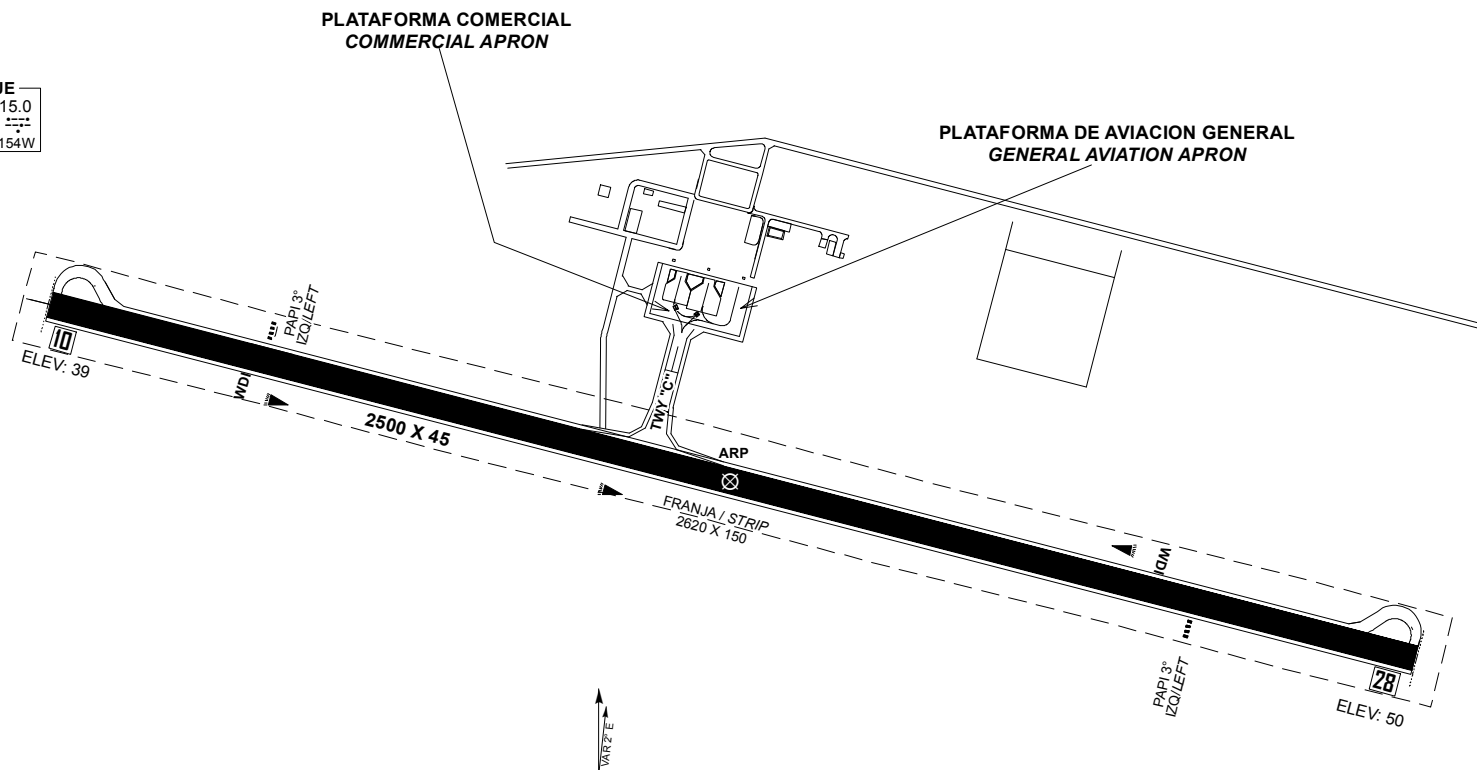 PLATAFORMA COMERCIAL
COMMERCIAL APRON
JE
15.0
154W
PLATAFORMA DE AVIACION GENERAL
GENERAL AVIATION APRON
PAPI 3°
IZQ/LEFT
10
ELEV: 39
WDI
2500 X 45
TWY "C"
ARP
FRANJA / STRIP
2620 X 150
WDI
PAPI 3°
IZQ/LEFT
28
ELEV: 50
VAR 2° E